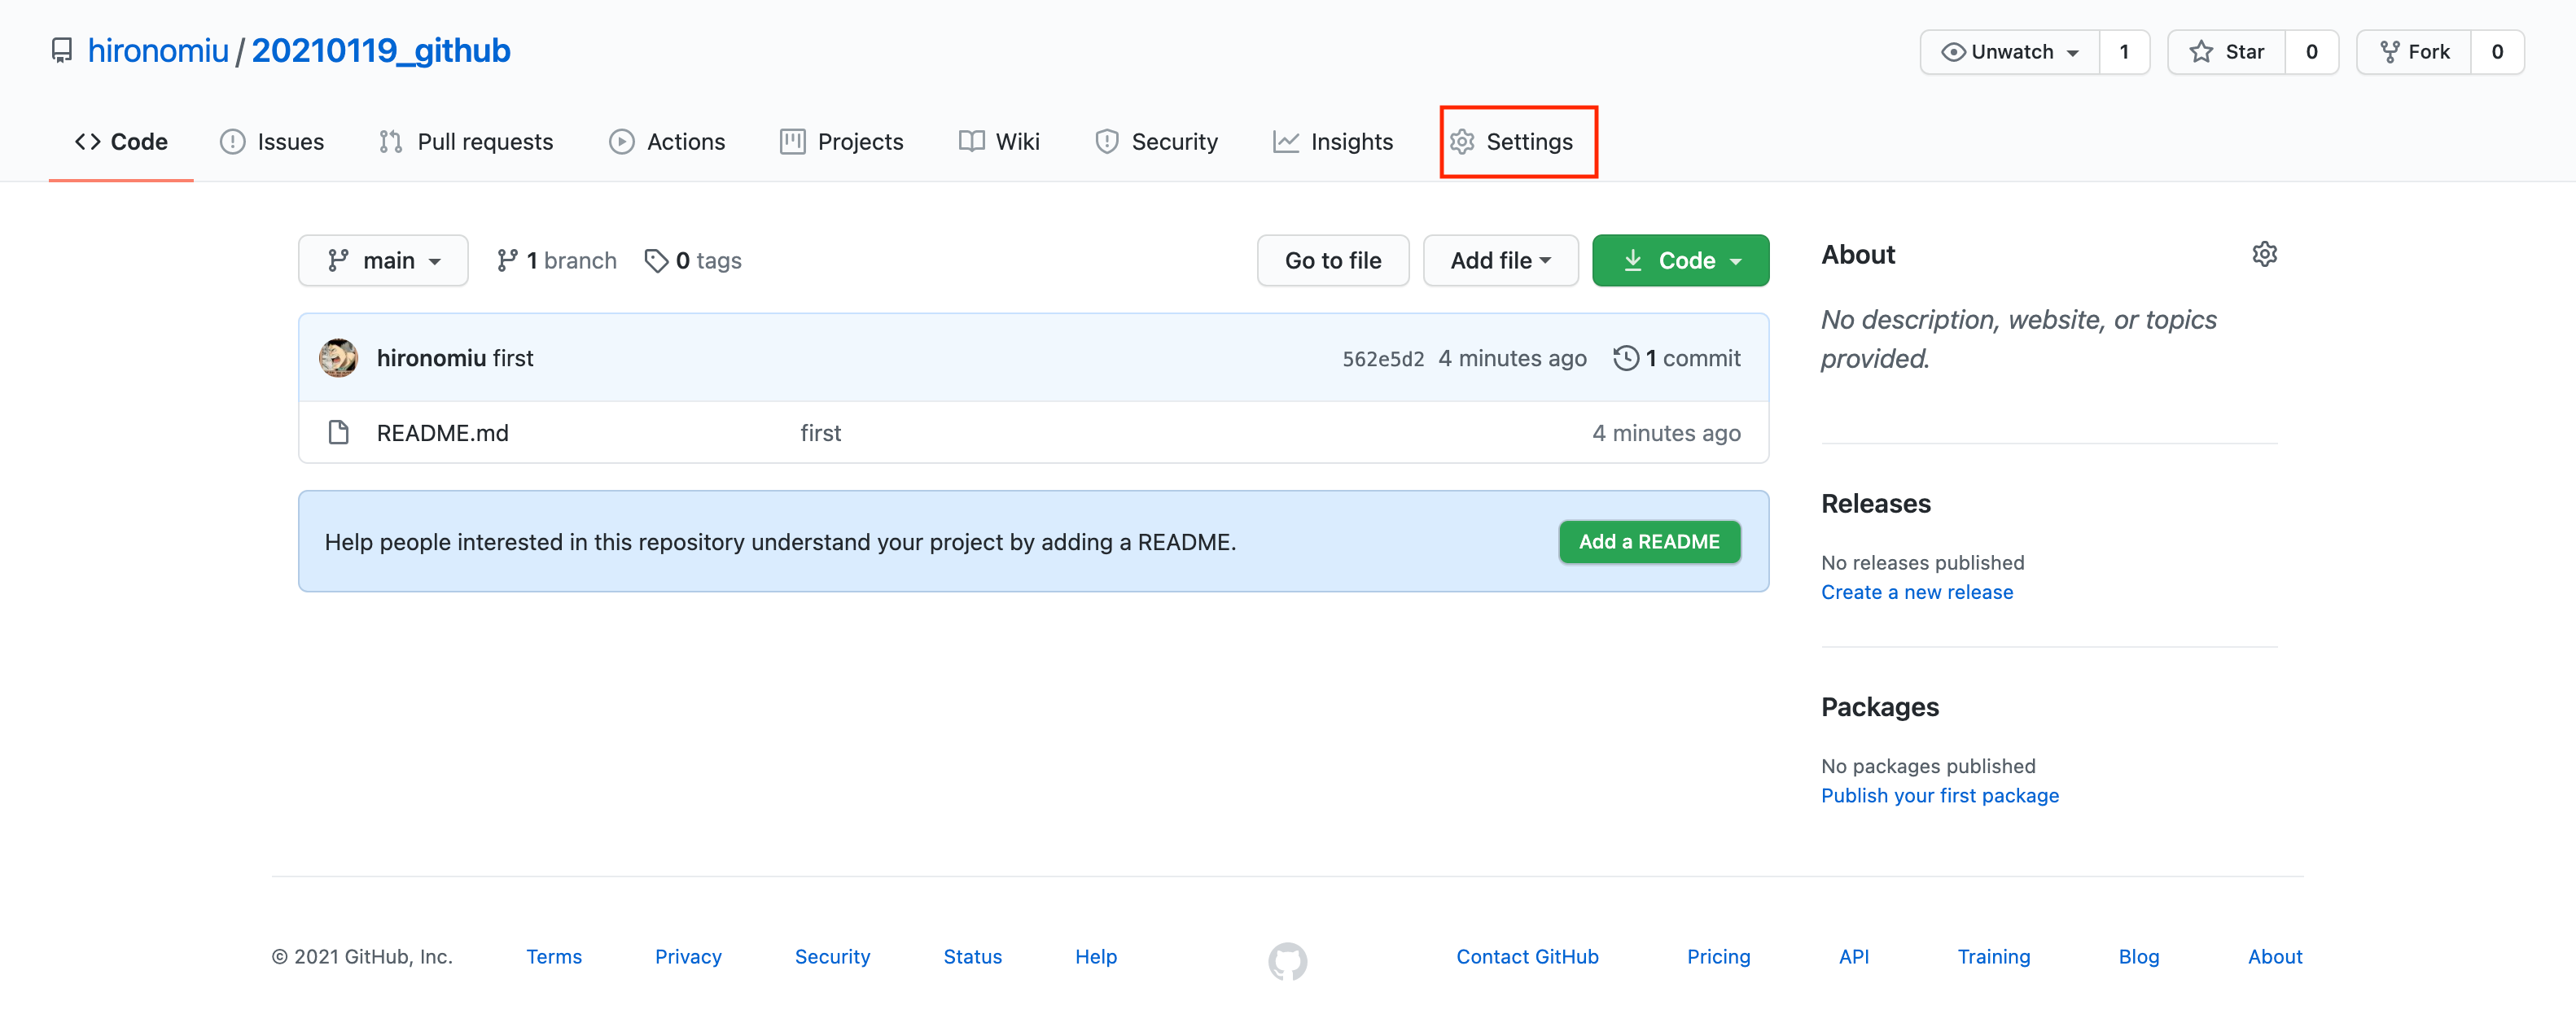 hironomiu / 20210119_github
Unwatch 1 Star 0 Fork 0
Code Issues Pull requests Actions Projects Wiki Security Insights Settings
main 1 branch 0 tags Go to file Add file Code
hironomiu first 562e5d2 4 minutes ago 1 commit
README.md first 4 minutes ago
Help people interested in this repository understand your project by adding a README. Add a README
About
No description, website, or topics
provided.
Releases
No releases published
Create a new release
Packages
No packages published
Publish your first package
© 2021 GitHub, Inc. Terms Privacy Security Status Help Contact GitHub Pricing API Training Blog About